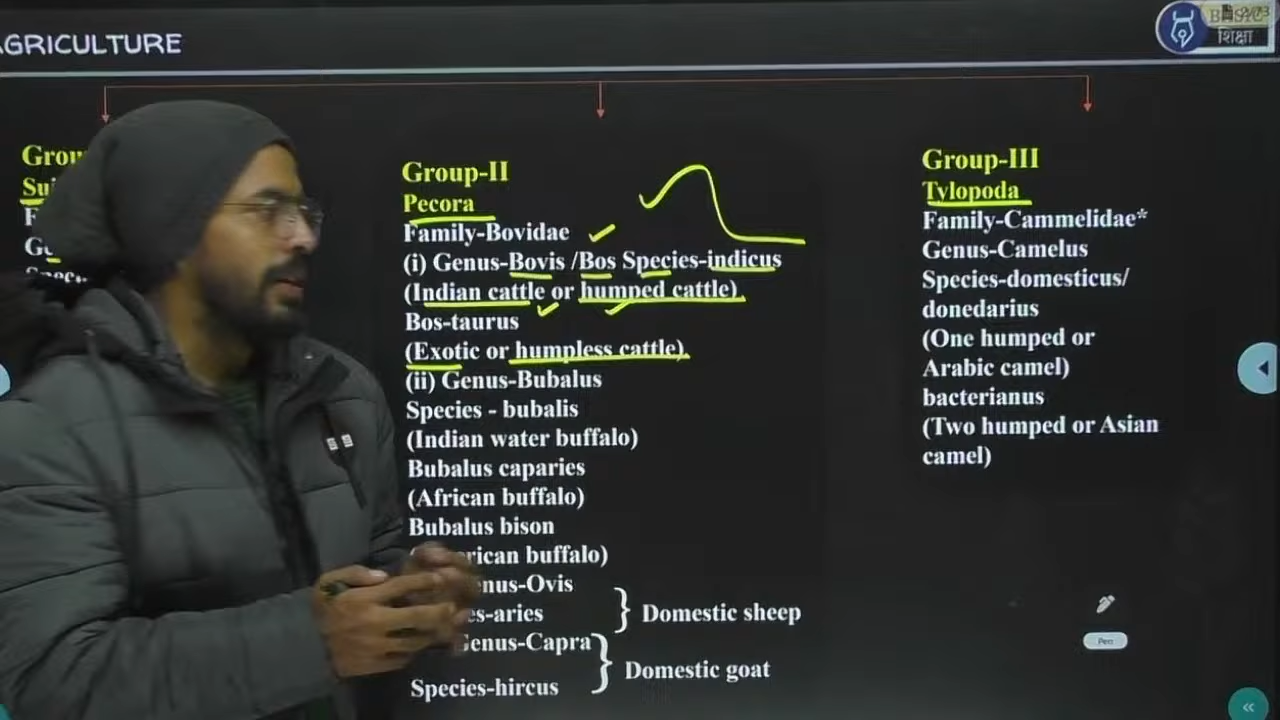 AGRICULTURE
BASIC
शिक्षा
Group-II
Pecora
Family-Bovidae
(i) Genus-Bovis /Bos Species-indicus
(Indian cattle or humped cattle)
Bos-taurus
(Exotic or humpless cattle)
(ii) Genus-Bubalus
Species - bubalis
(Indian water buffalo)
Bubalus caparies
(African buffalo)
Bubalus bison
buffalo)
Genus-Ovis
aries
} Domestic sheep
Genus-Capra
} Domestic goat
Species-hircus
Group-III
Tylopoda
Family-Cammelidae*
Genus-Camelus
Species-domesticus/
donedarius
(One humped or
Arabic camel)
bacterianus
(Two humped or Asian
camel)
Pen